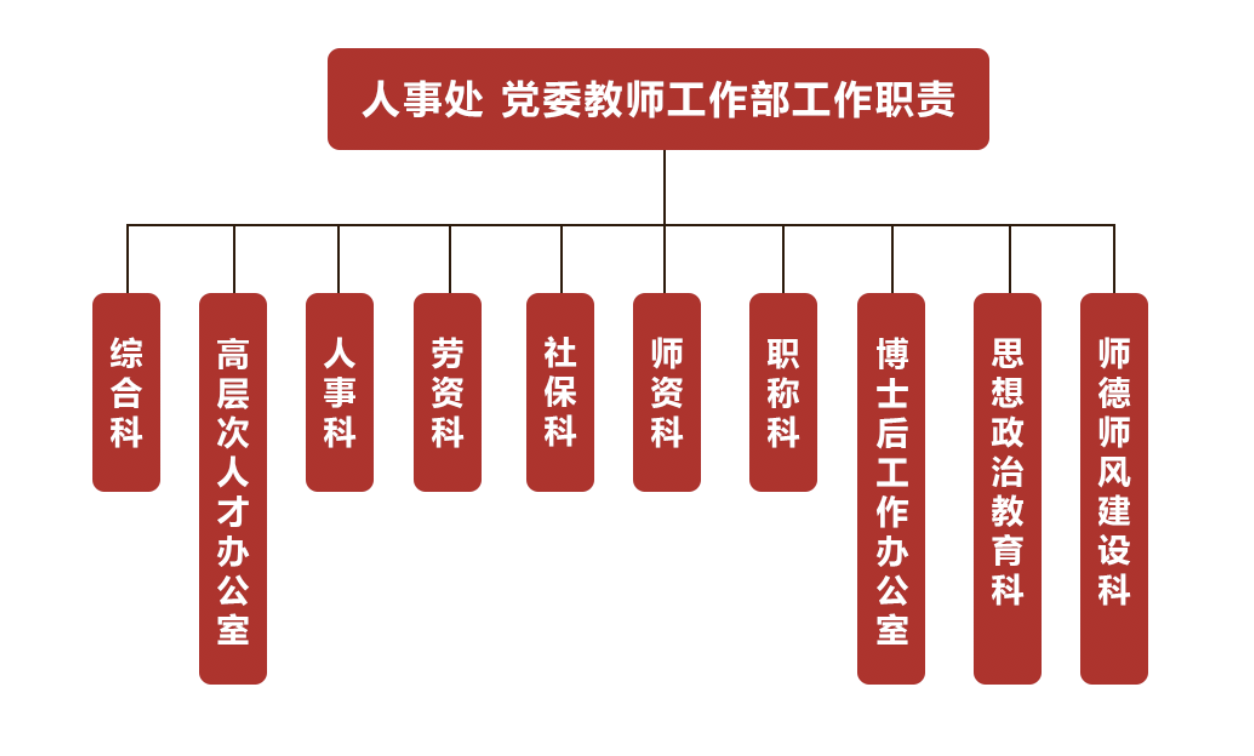 人事处 党委教师工作部工作职责
综合科
高层次人才办公室
人事科
劳资科
社保科
师资科
职称科
博士后工作办公室
思想政治教育科
师德师风建设科